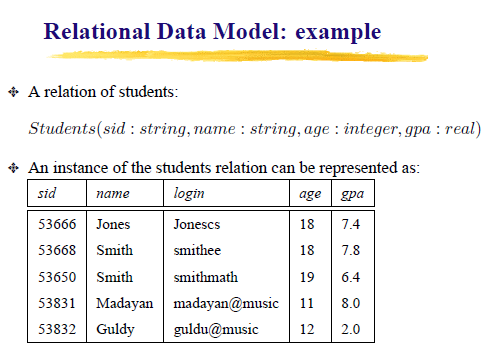 Relational Data Model: example
A relation of students:
Students(sid : string, name : string, age : integer, gpa : real)
An instance of the students relation can be represented as:
sid name login age gpa
53666 Jones Jonescs 18 7.4
53668 Smith smithee 18 7.8
53650 Smith smithmath 19 6.4
53831 Madayan madayan@music 11 8.0
53832 Guldy guldu@music 12 2.0